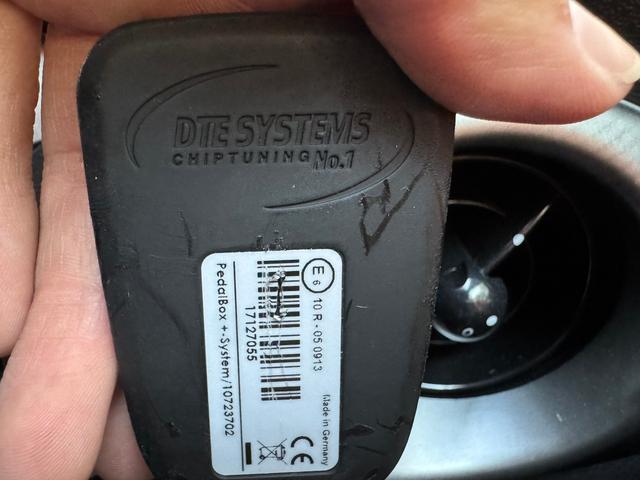 DTE SYSTEMS
CHIPTUNING No.1
E6 10 R - 05 0913
Made in Germany
17127055
PedalBox +-System/10723702
CE